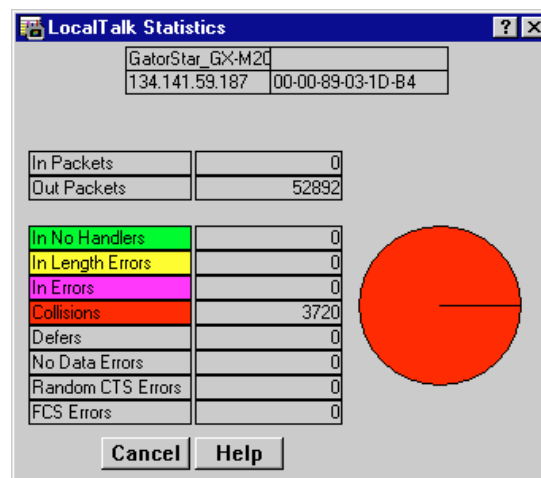 LocalTalk Statistics
GatorStar_GX-M20
134.141.59.187 00-00-89-03-1D-B4
In Packets 0
Out Packets 52892
In No Handlers 0
In Length Errors 0
In Errors 0
Collisions 3720
Defers 0
No Data Errors 0
Random CTS Errors 0
FCS Errors 0
Cancel Help